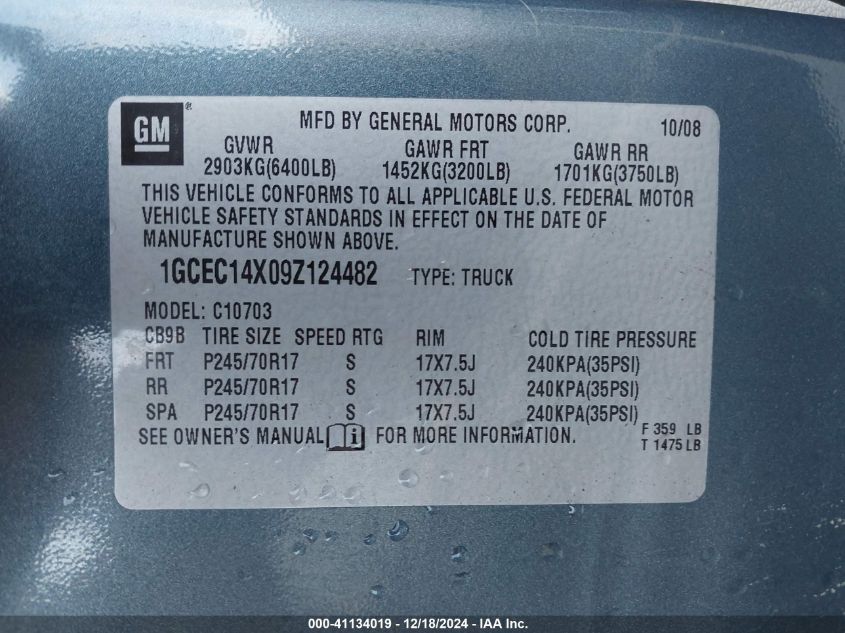 GM ®
MFD BY GENERAL MOTORS CORP. 10/08
GVWR GAWR FRT GAWR RR
2903KG(6400LB) 1452KG(3200LB) 1701KG(3750LB)
THIS VEHICLE CONFORMS TO ALL APPLICABLE U.S. FEDERAL MOTOR
VEHICLE SAFETY STANDARDS IN EFFECT ON THE DATE OF
MANUFACTURE SHOWN ABOVE.
1GCEC14X09Z124482 TYPE: TRUCK
MODEL: C10703
CB9B TIRE SIZE SPEED RTG RIM COLD TIRE PRESSURE
FRT P245/70R17 S 17X7.5J 240KPA(35PSI)
RR P245/70R17 S 17X7.5J 240KPA(35PSI)
SPA P245/70R17 S 17X7.5J 240KPA(35PSI)
SEE OWNER'S MANUAL i FOR MORE INFORMATION.
F 359 LB
T 1475 LB
000-41134019 - 12/18/2024 - IAA Inc.